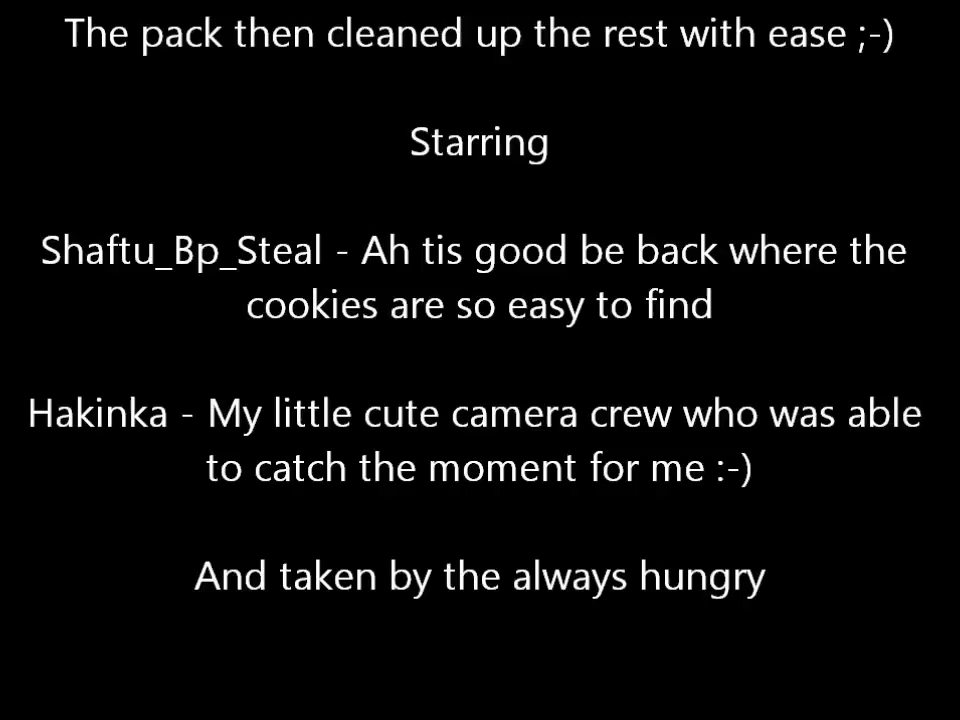 The pack then cleaned up the rest with ease ;-)
Starring
Shaftu_Bp_Steal - Ah tis good be back where the
cookies are so easy to find
Hakinka - My little cute camera crew who was able
to catch the moment for me :-)
And taken by the always hungry